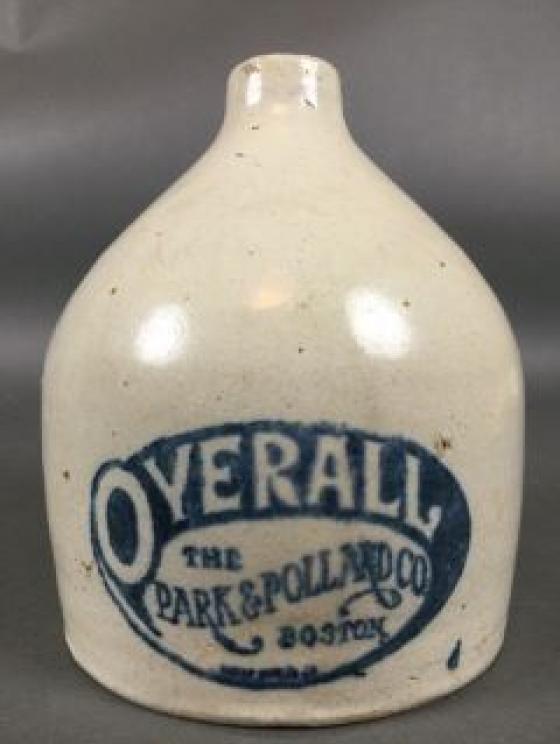 OVERALL
THE
PARK & POLLARD CO
BOSTON